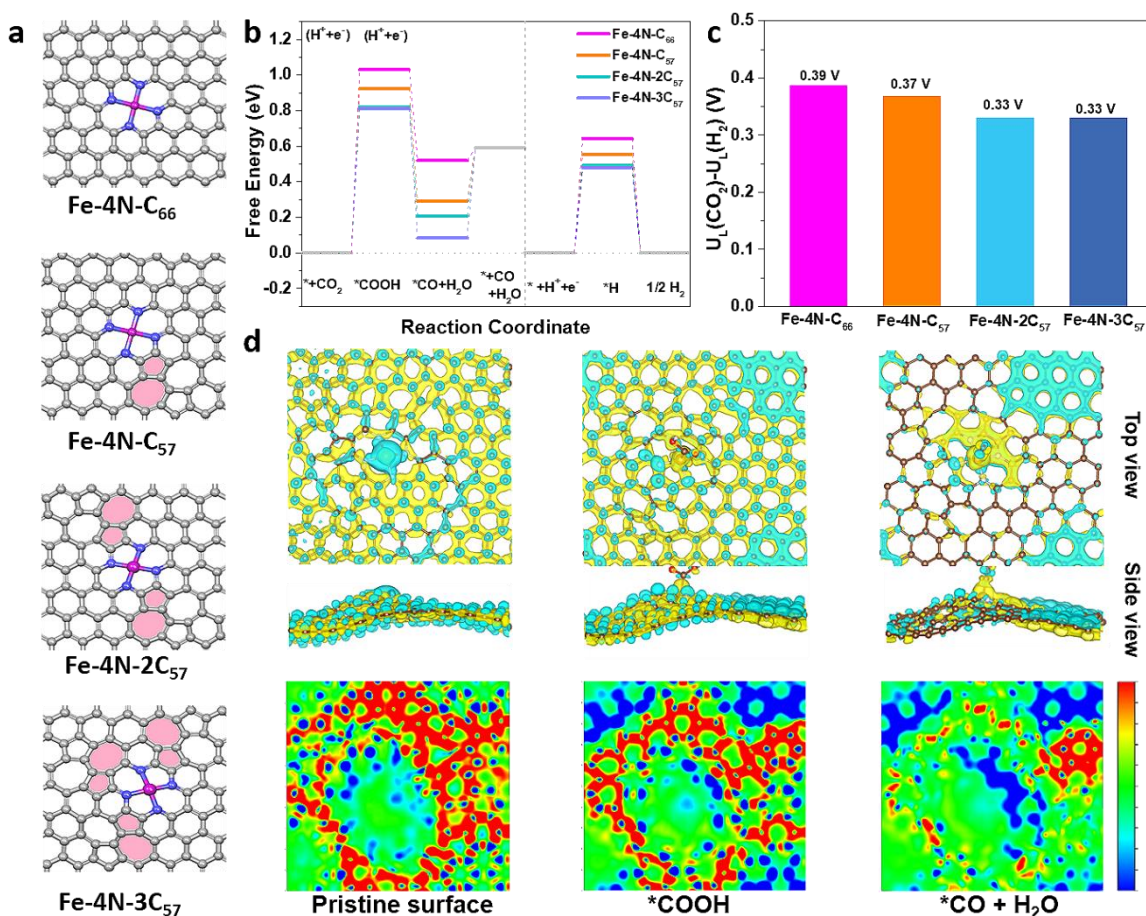 a
Fe-4N-C₆₆
Fe-4N-C₅₇
Fe-4N-2C₅₇
Fe-4N-3C₅₇
b
(H⁺+e⁻) (H⁺+e⁻)
Fe-4N-C₆₆
Fe-4N-C₅₇
Fe-4N-2C₅₇
Fe-4N-3C₅₇
Free Energy (eV)
1.0
0.8
0.6
0.4
0.2
0.0
-0.2
*+CO₂ *COOH *CO+H₂O *+CO +H₂O * +H⁺+e⁻ *H 1/2 H₂
Reaction Coordinate
c
U_L(CO₂)-U_L(H₂) (V)
0.5
0.4
0.3
0.2
0.1
0.0
0.39 V
0.37 V
0.33 V
0.33 V
Fe-4N-C₆₆ Fe-4N-C₅₇ Fe-4N-2C₅₇ Fe-4N-3C₅₇
d
Top view
Side view
Pristine surface *COOH *CO + H₂O